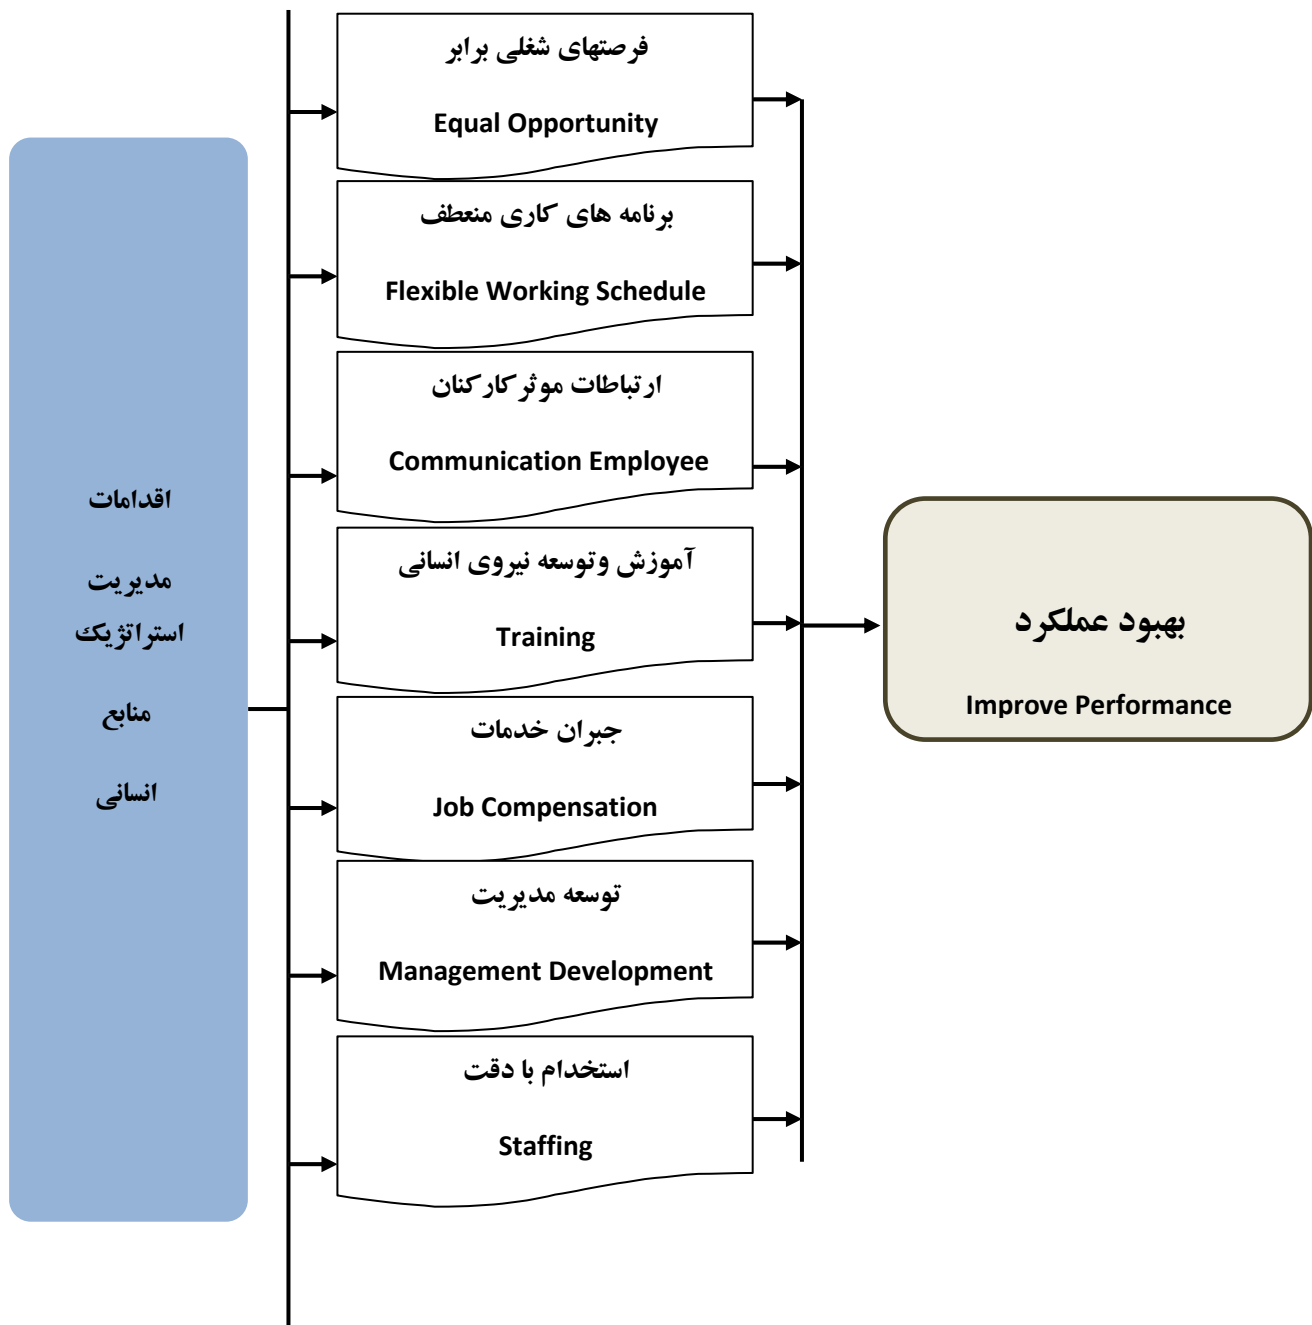 فرصتهای شغلی برابر
Equal Opportunity
برنامه های کاری منعطف
Flexible Working Schedule
ارتباطات موثرکارکنان
Communication Employee
آموزش وتوسعه نیروی انسانی
Training
جبران خدمات
Job Compensation
توسعه مدیریت
Management Development
استخدام با دقت
Staffing
اقدامات
مدیریت
استراتژیک
منابع
انسانی
بهبود عملکرد
Improve Performance